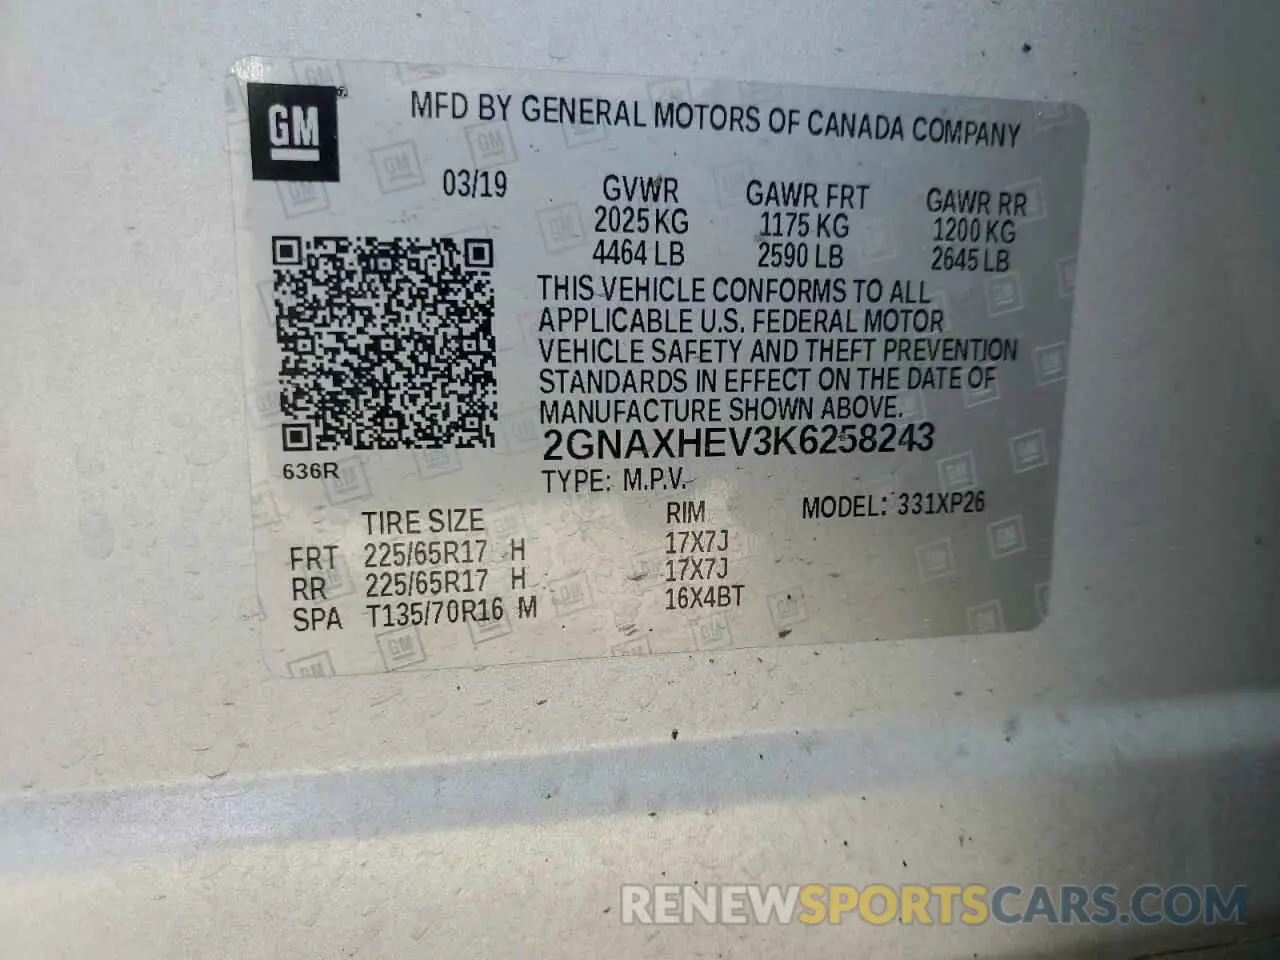 GM
MFD BY GENERAL MOTORS OF CANADA COMPANY
03/19 GVWR GAWR FRT GAWR RR
2025 KG 1175 KG 1200 KG
4464 LB 2590 LB 2645 LB
THIS VEHICLE CONFORMS TO ALL
APPLICABLE U.S. FEDERAL MOTOR
VEHICLE SAFETY AND THEFT PREVENTION
STANDARDS IN EFFECT ON THE DATE OF
MANUFACTURE SHOWN ABOVE.
2GNAXHEV3K6258243
636R
TYPE: M.P.V. MODEL: 331XP26
TIRE SIZE RIM
FRT 225/65R17 H 17X7J
RR 225/65R17 H 17X7J
SPA T135/70R16 M 16X4BT
RENEWSPORTSCARS.COM